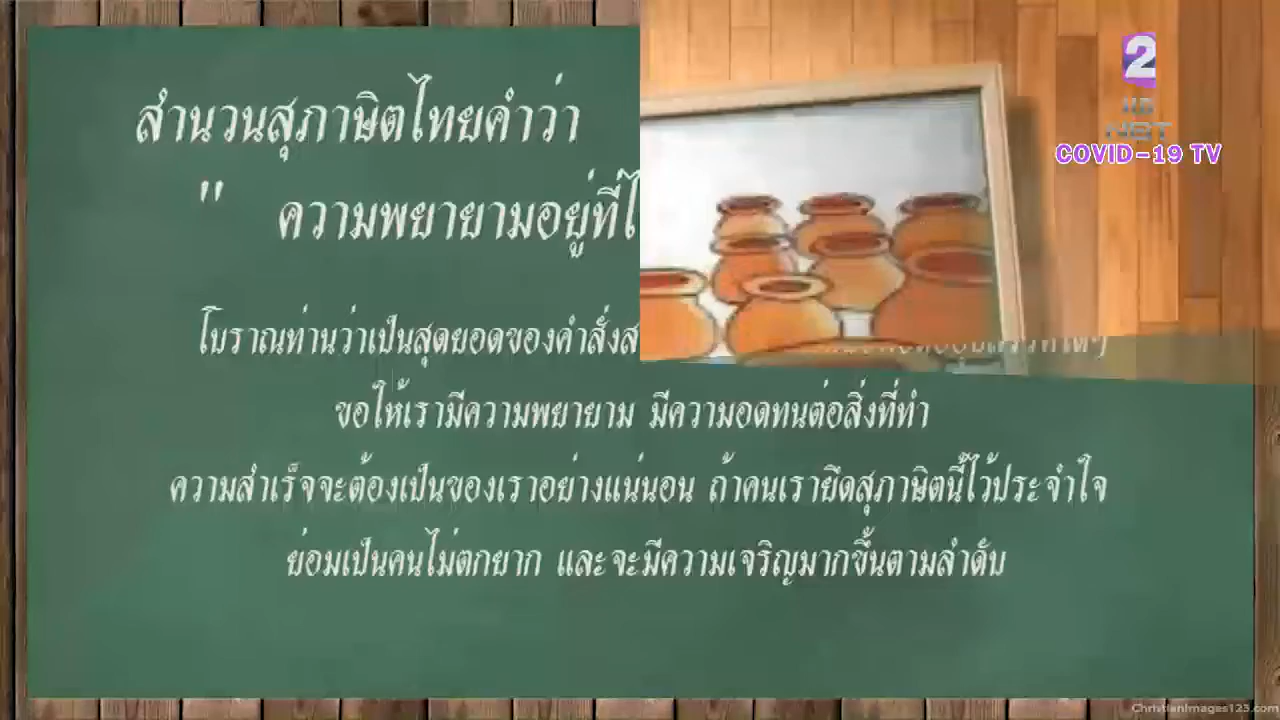 สำนวนสุภาษิตไทยคำว่า
" ความพยายามอยู่ที่ไ
โบราณท่านว่าเป็นสุดยอดของคำสั่งส
ขอให้เรามีความพยายาม มีความอดทนต่อสิ่งที่ทำ
ความสำเร็จจะต้องเป็นของเราอย่างแน่นอน ถ้าคนเรายึดสุภาษิตนี้ไว้ประจำใจ
ย่อมเป็นคนไม่ตกยาก และจะมีความเจริญมากขึ้นตามลำดับ
2
HD
NBT
COVID-19 TV
ChristianImages123.com